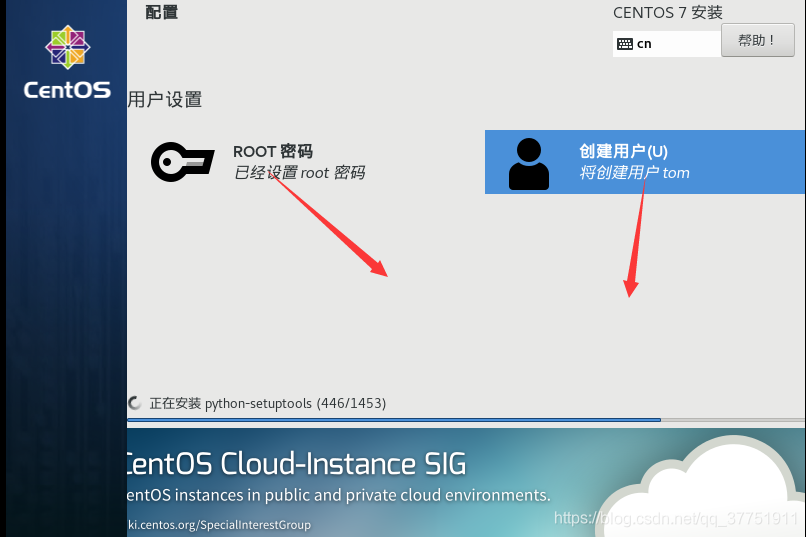 配置
CENTOS 7 安装
cn
帮助！
CentOS
用户设置
ROOT 密码
已经设置 root 密码
创建用户(U)
将创建用户 tom
正在安装 python-setuptools (446/1453)
CentOS Cloud-Instance SIG
entOS instances in public and private cloud environments.
ki.centos.org/SpecialInterestGroup
https://blog.csdn.net/qq_37751911